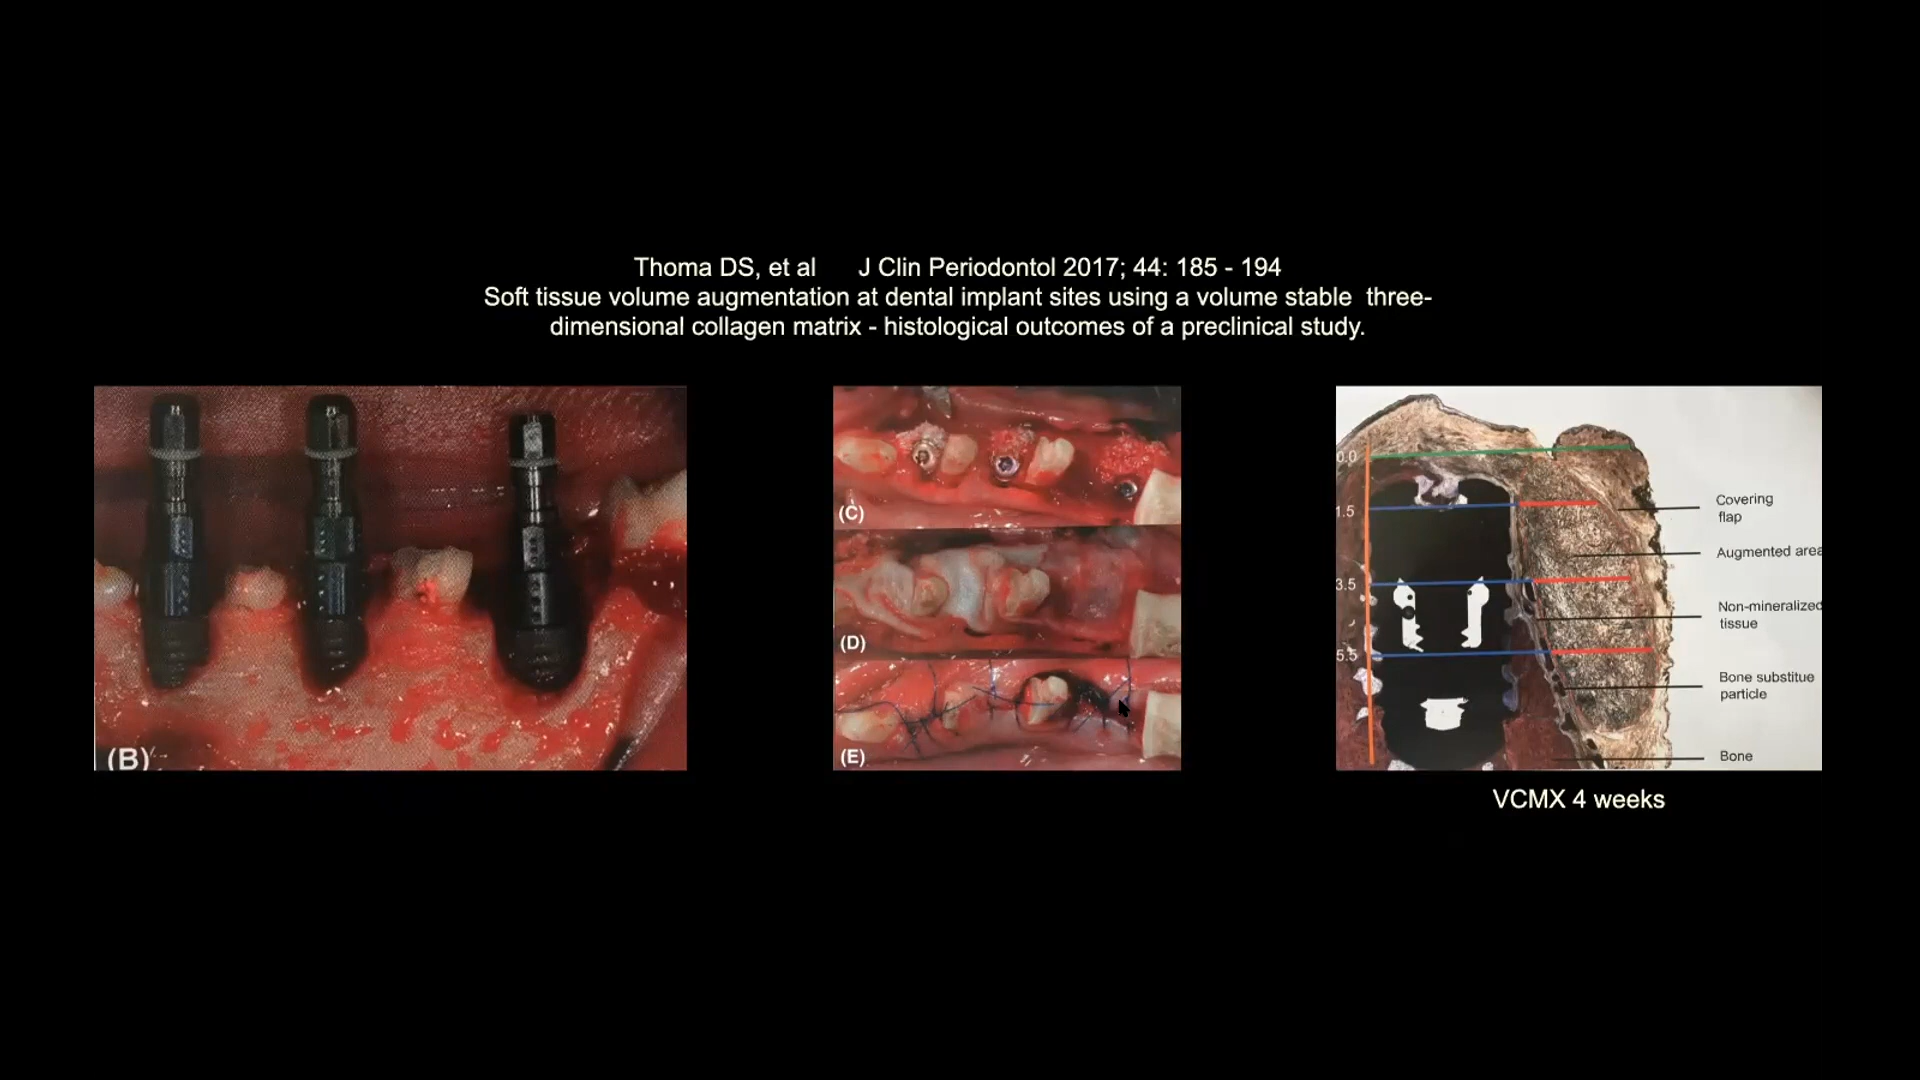 Thoma DS, et al J Clin Periodontol 2017; 44: 185 - 194
Soft tissue volume augmentation at dental implant sites using a volume stable three-
dimensional collagen matrix - histological outcomes of a preclinical study.
(B)
(C)
(D)
(E)
0.0
1.5
3.5
5.5
Covering
flap
Augmented area
Non-mineralized
tissue
Bone substitue
particle
Bone
VCMX 4 weeks